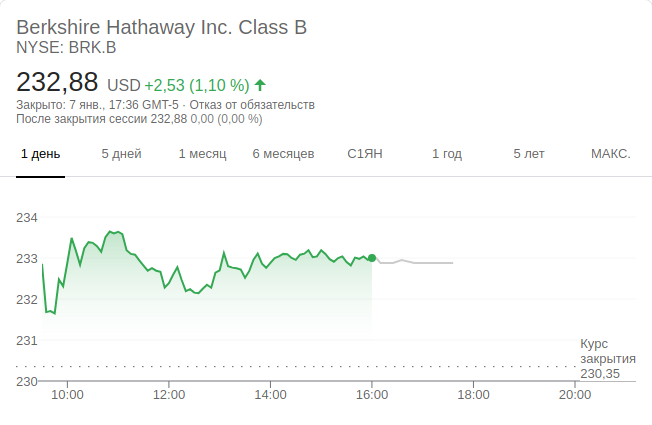 Berkshire Hathaway Inc. Class B
NYSE: BRK.B
232,88 USD +2,53 (1,10 %)
Закрыто: 7 янв., 17:36 GMT-5 · Отказ от обязательств
После закрытия сессии 232,88 0,00 (0,00 %)
1 день 5 дней 1 месяц 6 месяцев С1ЯН 1 год 5 лет МАКС.
234
233
232
231
Курс
закрытия
230,35
230
10:00 12:00 14:00 16:00 18:00 20:00